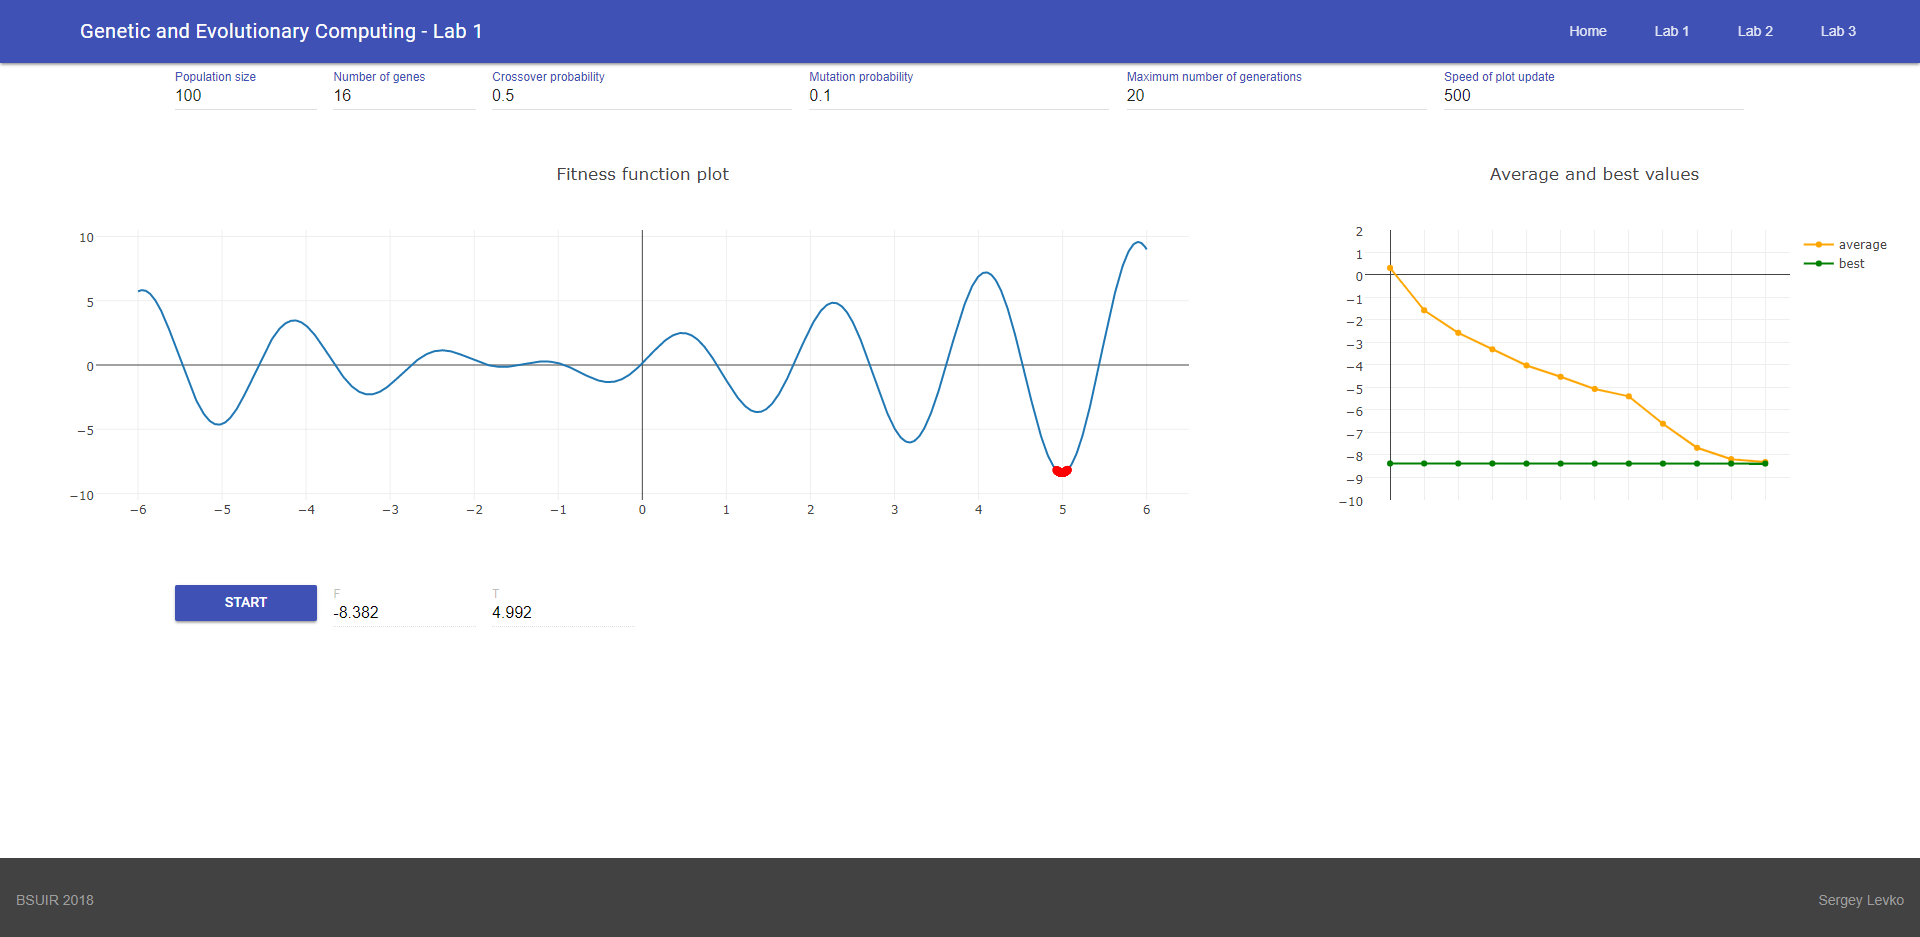 Genetic and Evolutionary Computing - Lab 1
Home Lab 1 Lab 2 Lab 3
Population size Number of genes Crossover probability Mutation probability Maximum number of generations Speed of plot update
100 16 0.5 0.1 20 500
Fitness function plot
10
5
0
−5
−10
−6 −5 −4 −3 −2 −1 0 1 2 3 4 5 6
Average and best values
2
1
0
−1
−2
−3
−4
−5
−6
−7
−8
−9
−10
average
best
START
F
-8.382
T
4.992
BSUIR 2018
Sergey Levko